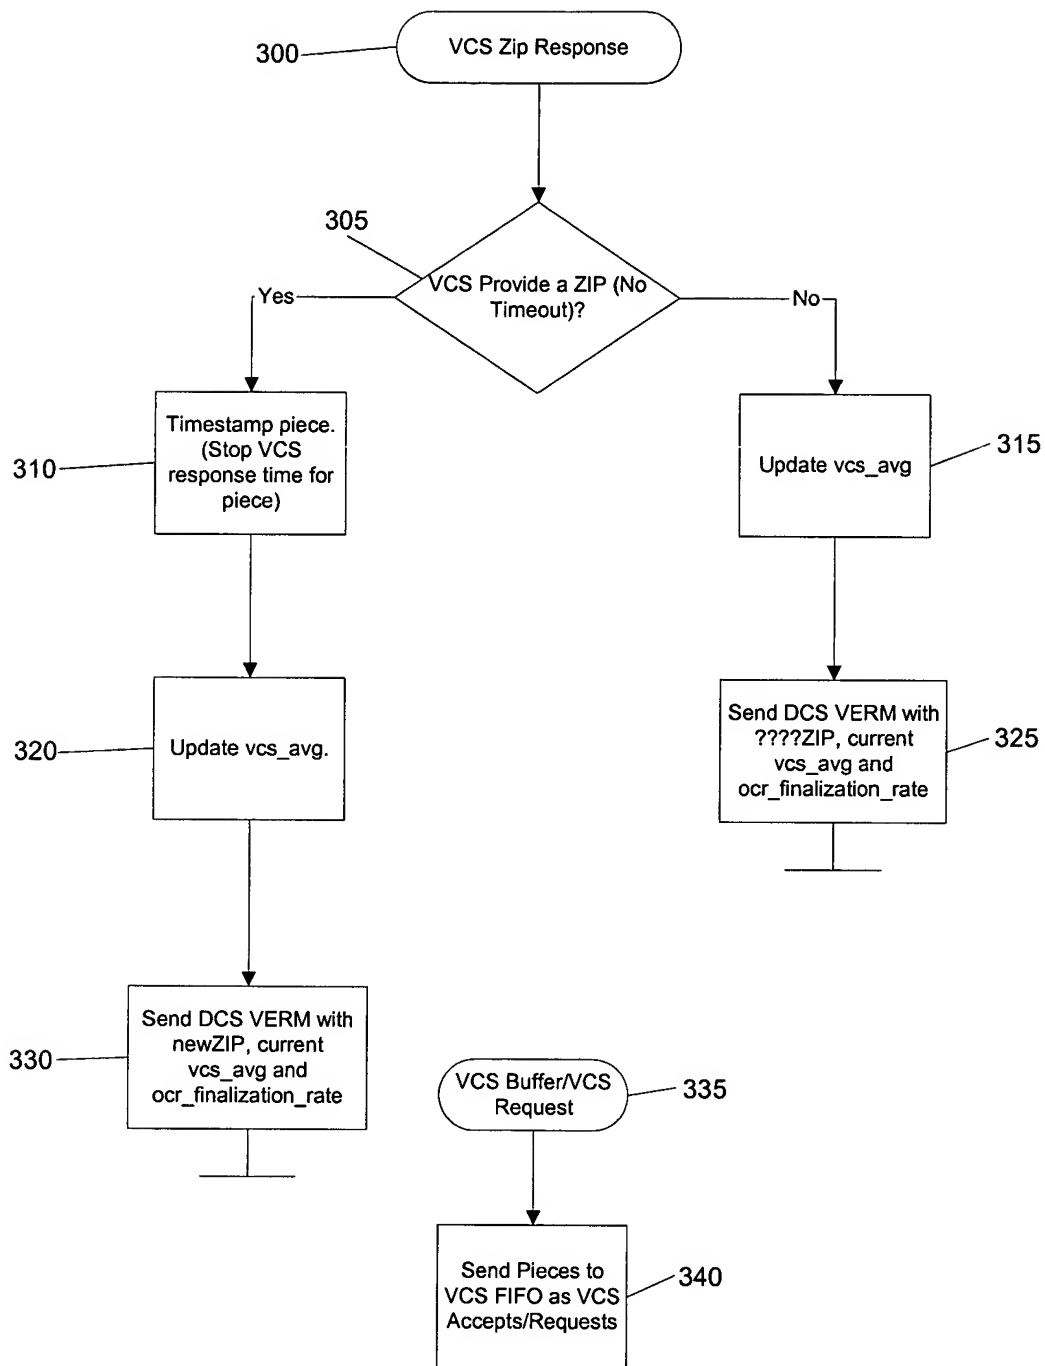 300
VCS Zip Response
305
VCS Provide a ZIP (No
Timeout)?
Yes
No
310
Timestamp piece.
(Stop VCS
response time for
piece)
Update vcs_avg
315
320
Update vcs_avg.
Send DCS VERM with
????ZIP, current
vcs_avg and
ocr_finalization_rate
325
330
Send DCS VERM with
newZIP, current
vcs_avg and
ocr_finalization_rate
VCS Buffer/VCS
Request
335
Send Pieces to
VCS FIFO as VCS
Accepts/Requests
340